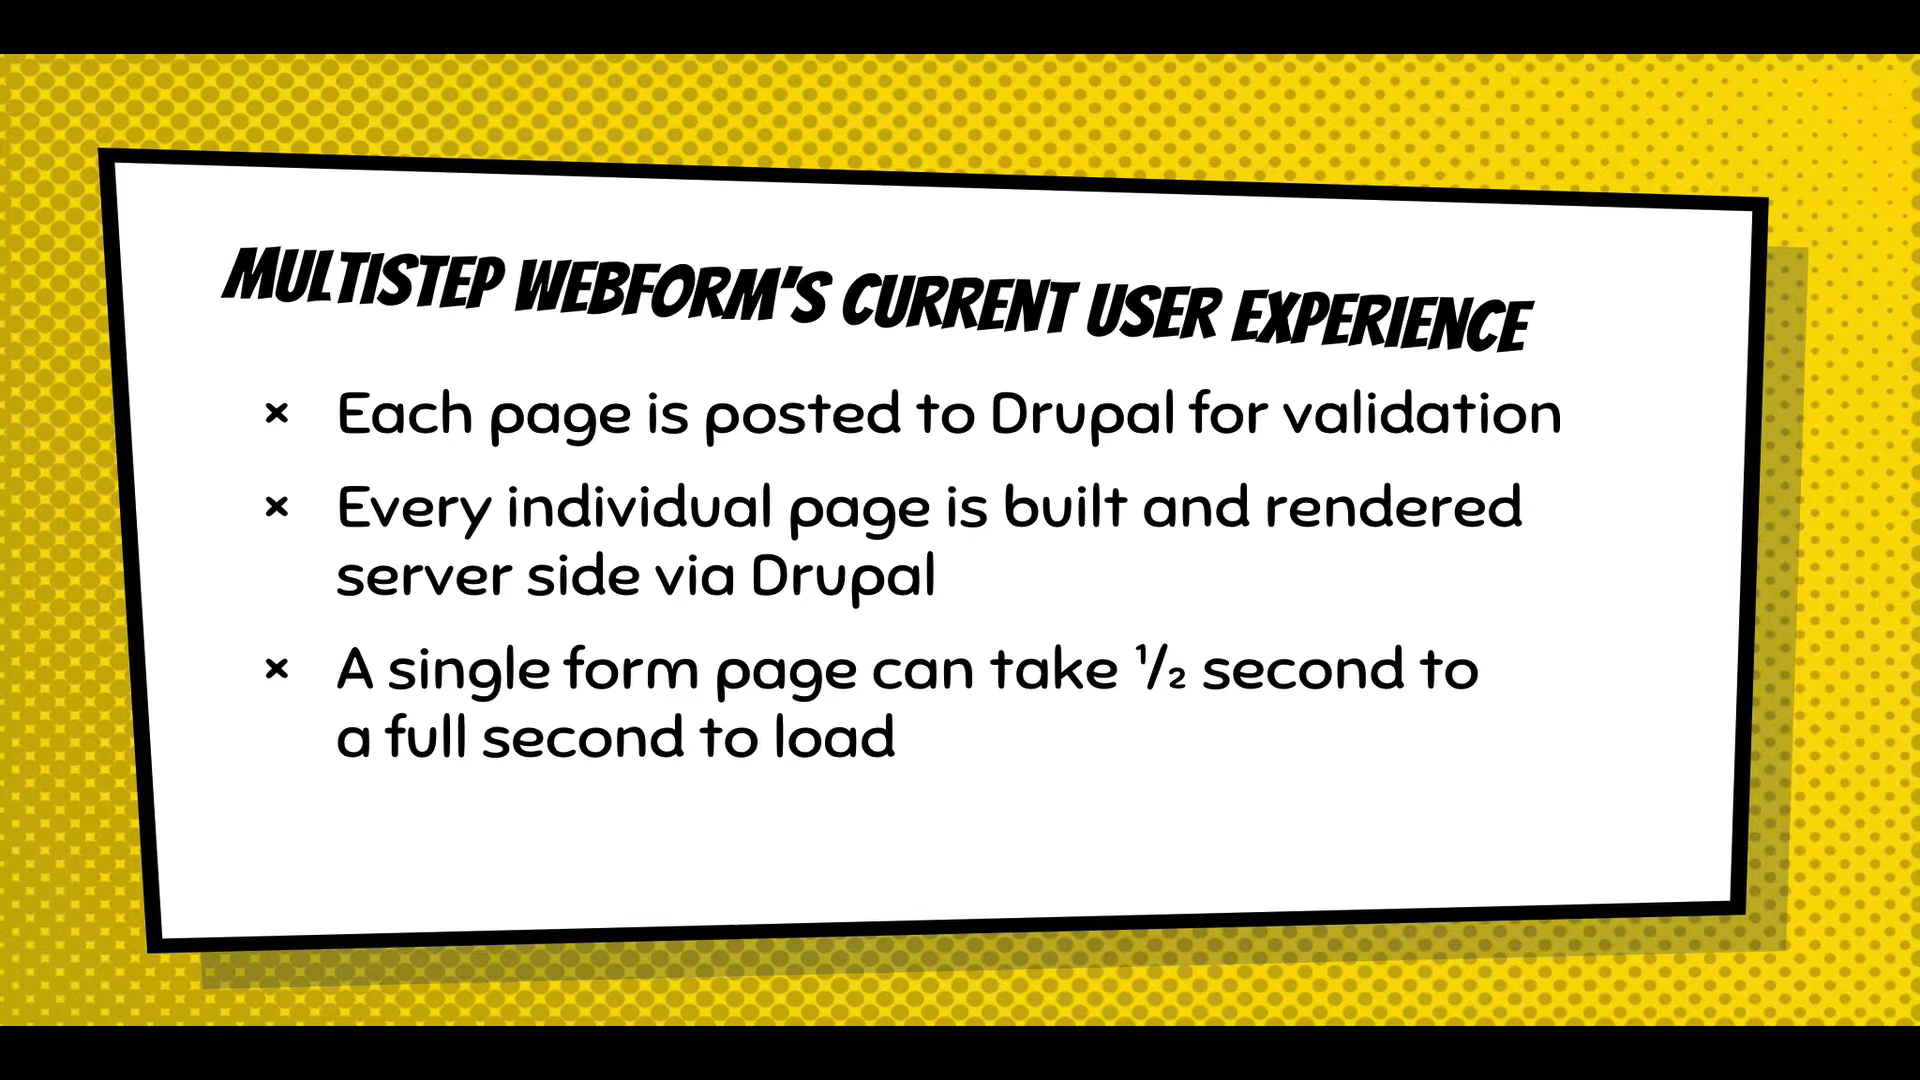 MULTISTEP WEBFORM'S CURRENT USER EXPERIENCE
× Each page is posted to Drupal for validation
× Every individual page is built and rendered
server side via Drupal
× A single form page can take ½ second to
a full second to load